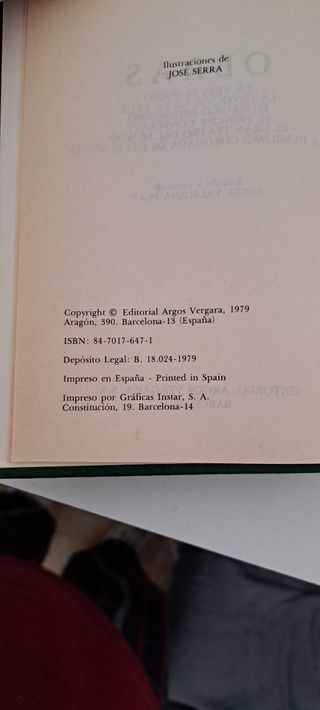 Ilustraciones de
JOSÉ SERRA
Copyright © Editorial Argos Vergara, 1979
Aragón, 390. Barcelona-13 (España)
ISBN: 84-7017-647-1
Depósito Legal: B. 18.024-1979
Impreso en España - Printed in Spain
Impreso por Gráficas Instar, S. A.
Constitución, 19. Barcelona-14